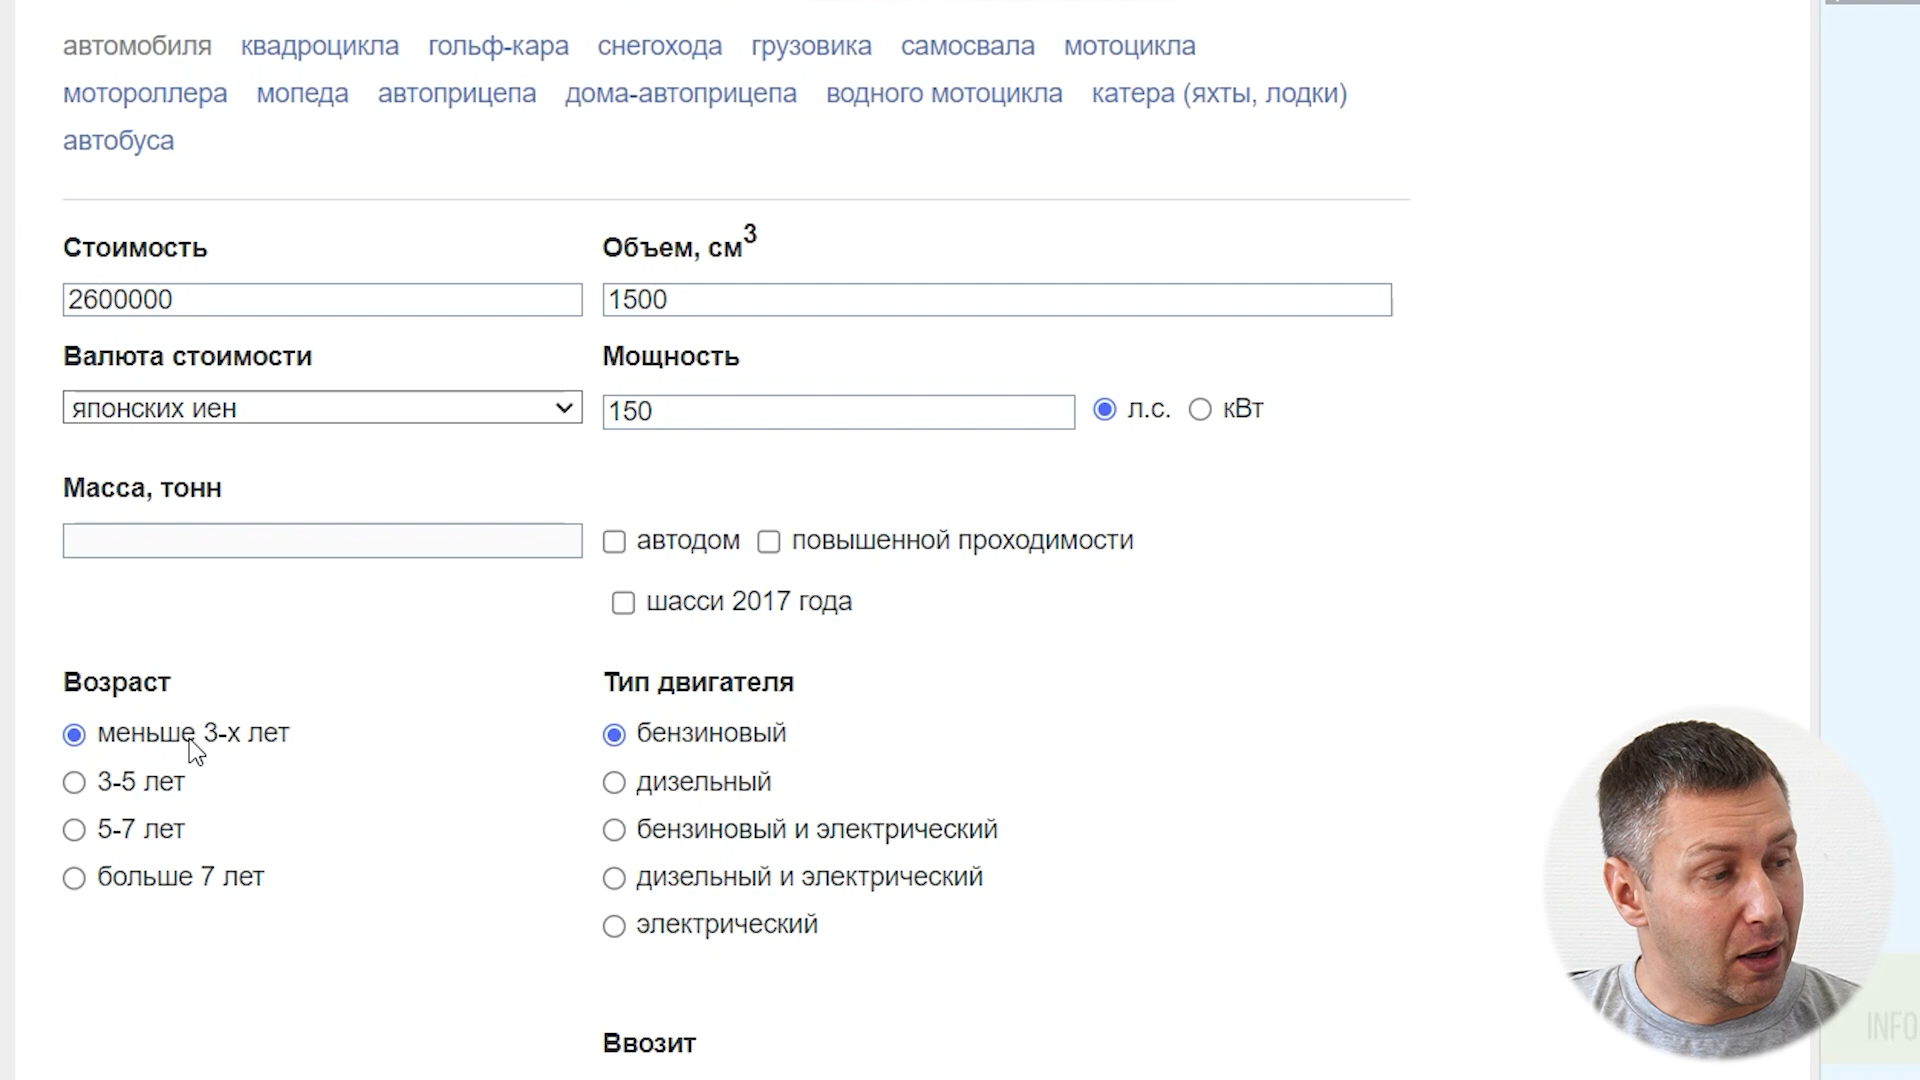 автомобиля квадроцикла гольф-кара снегохода грузовика самосвала мотоцикла
мотороллера мопеда автоприцепа дома-автоприцепа водного мотоцикла катера (яхты, лодки)
автобуса
Стоимость Объем, см3
2600000 1500
Валюта стоимости Мощность
японских иен 150 л.с. кВт
Масса, тонн
автодом повышенной проходимости
шасси 2017 года
Возраст Тип двигателя
меньше 3-х лет бензиновый
3-5 лет дизельный
5-7 лет бензиновый и электрический
больше 7 лет дизельный и электрический
электрический
INFO
Ввозит